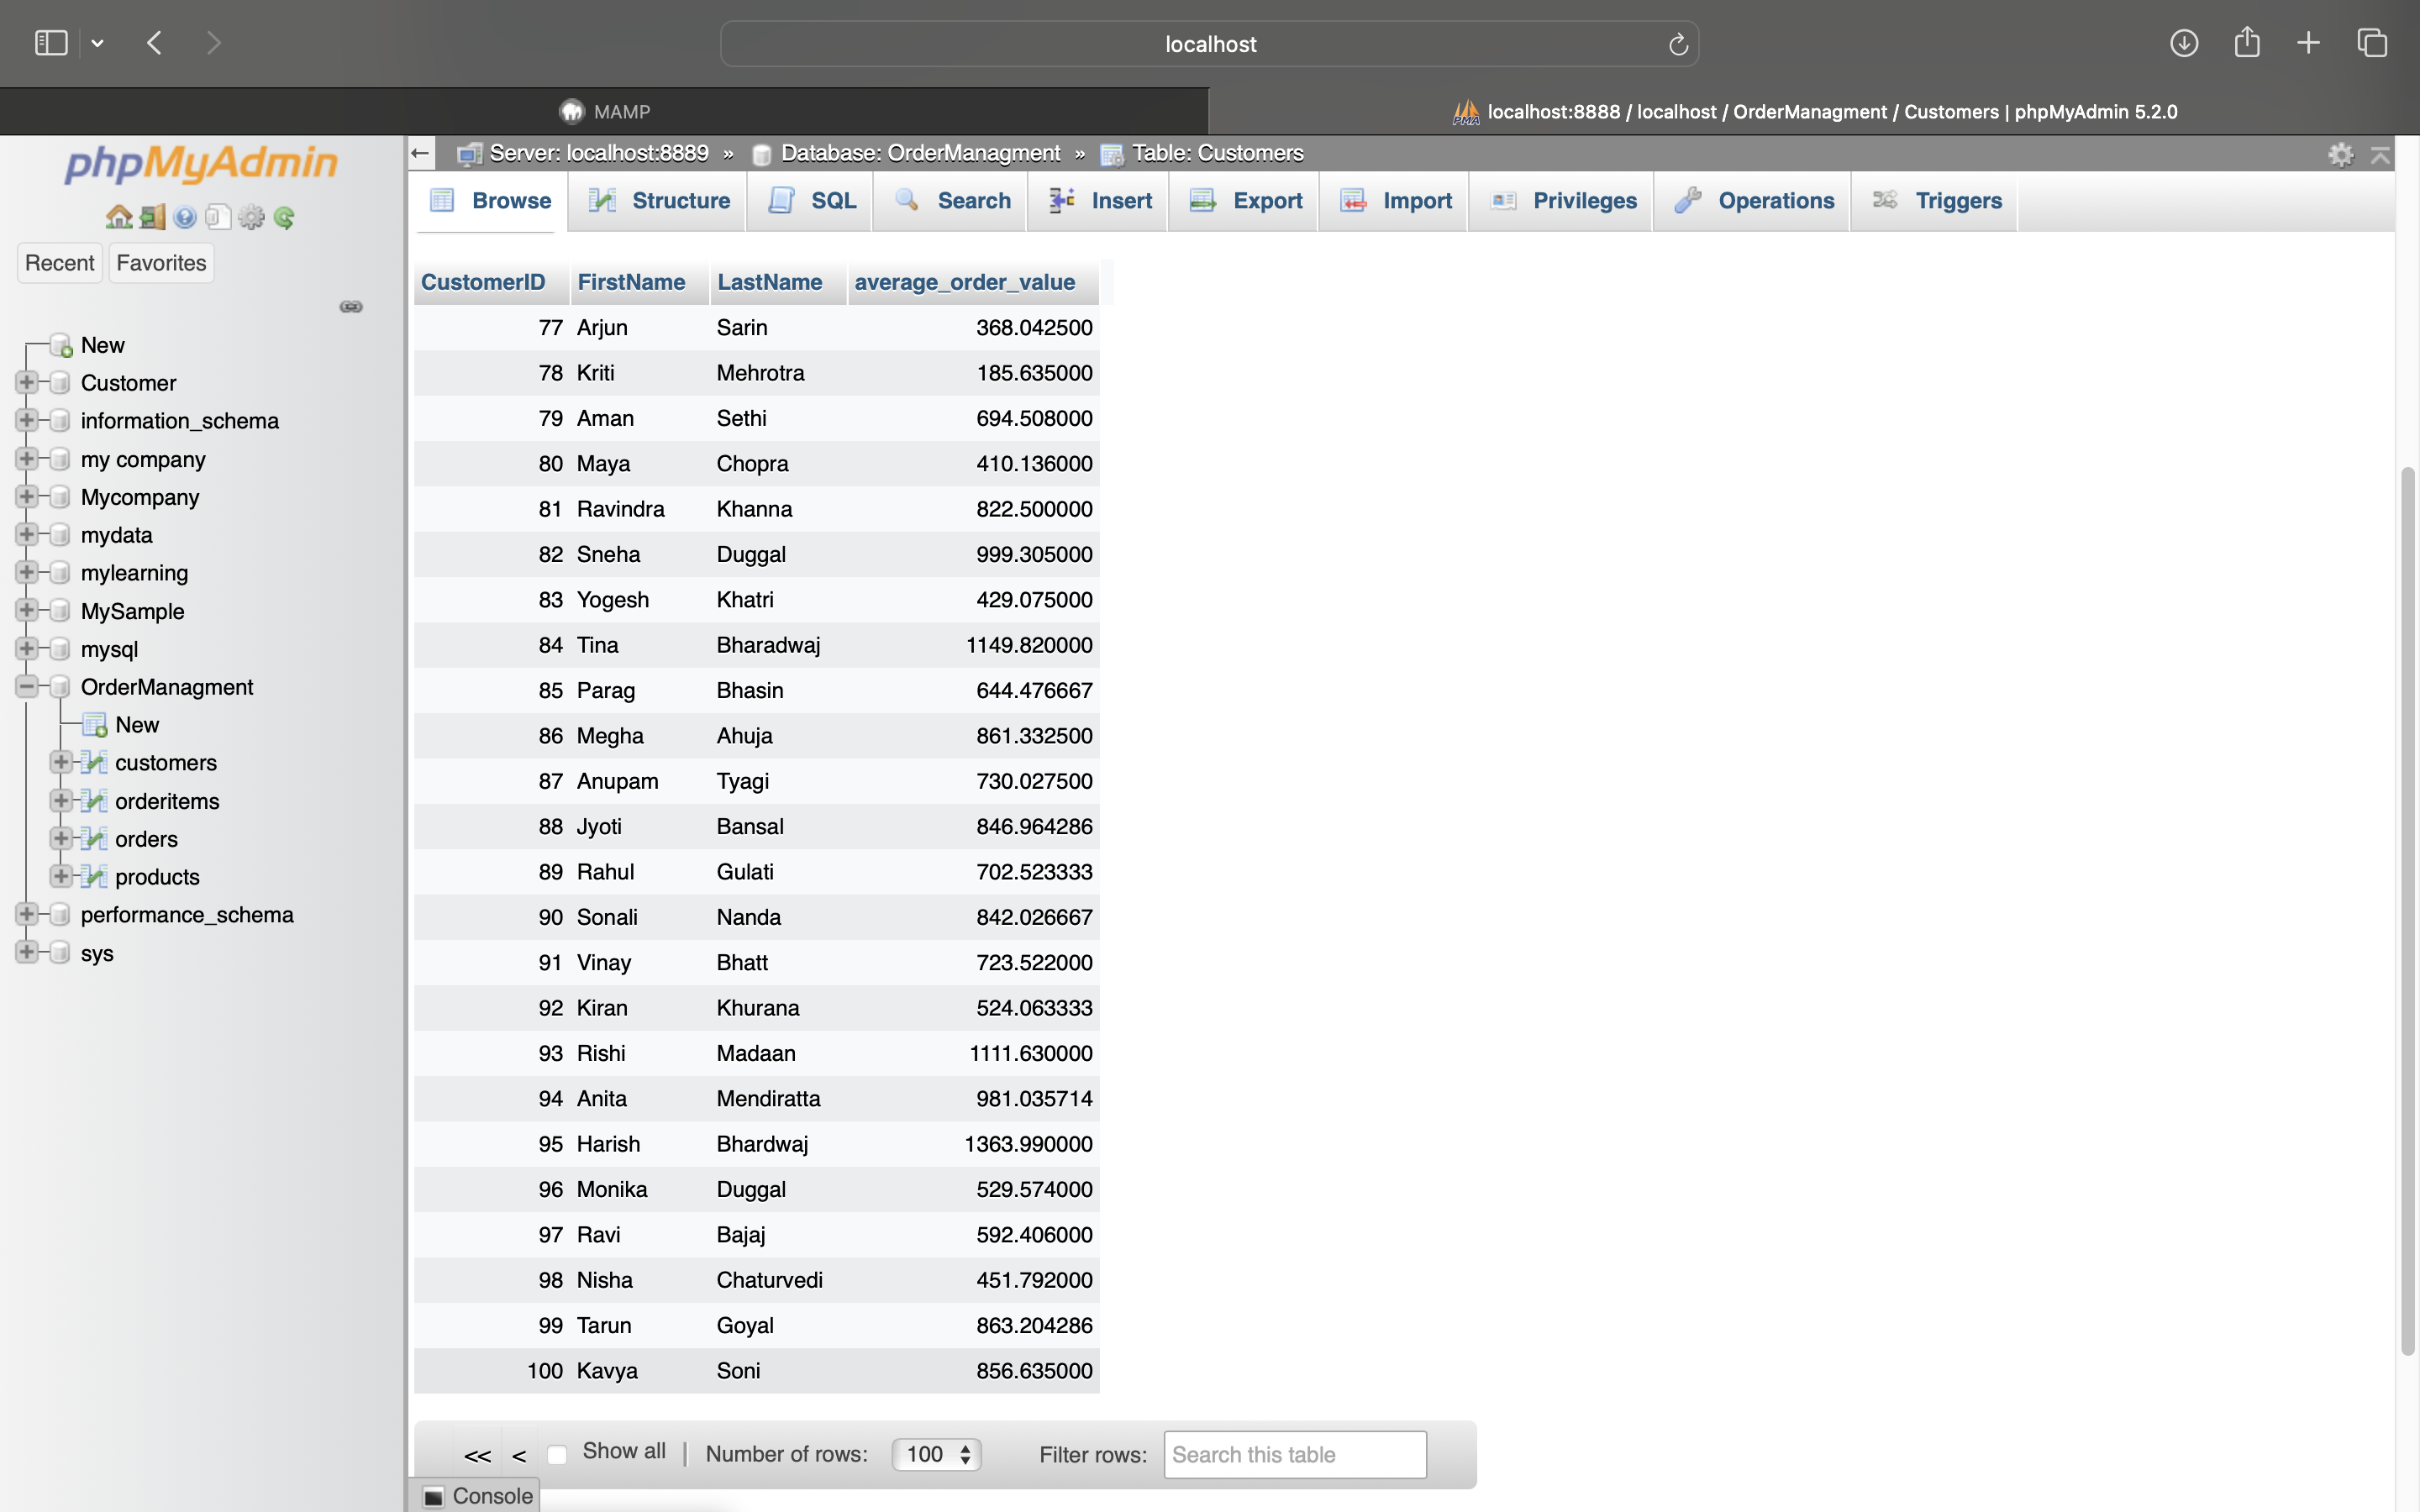 localhost
MAMP
localhost:8888 / localhost / OrderManagment / Customers | phpMyAdmin 5.2.0
phpMyAdmin
Recent Favorites
New
Customer
information_schema
my company
Mycompany
mydata
mylearning
MySample
mysql
OrderManagment
New
customers
orderitems
orders
products
performance_schema
sys
Server: localhost:8889 » Database: OrderManagment » Table: Customers
Browse Structure SQL Search Insert Export Import Privileges Operations Triggers
CustomerID FirstName LastName average_order_value
77 Arjun Sarin 368.042500
78 Kriti Mehrotra 185.635000
79 Aman Sethi 694.508000
80 Maya Chopra 410.136000
81 Ravindra Khanna 822.500000
82 Sneha Duggal 999.305000
83 Yogesh Khatri 429.075000
84 Tina Bharadwaj 1149.820000
85 Parag Bhasin 644.476667
86 Megha Ahuja 861.332500
87 Anupam Tyagi 730.027500
88 Jyoti Bansal 846.964286
89 Rahul Gulati 702.523333
90 Sonali Nanda 842.026667
91 Vinay Bhatt 723.522000
92 Kiran Khurana 524.063333
93 Rishi Madaan 1111.630000
94 Anita Mendiratta 981.035714
95 Harish Bhardwaj 1363.990000
96 Monika Duggal 529.574000
97 Ravi Bajaj 592.406000
98 Nisha Chaturvedi 451.792000
99 Tarun Goyal 863.204286
100 Kavya Soni 856.635000
<< < Show all | Number of rows: 100 Filter rows: Search this table
Console